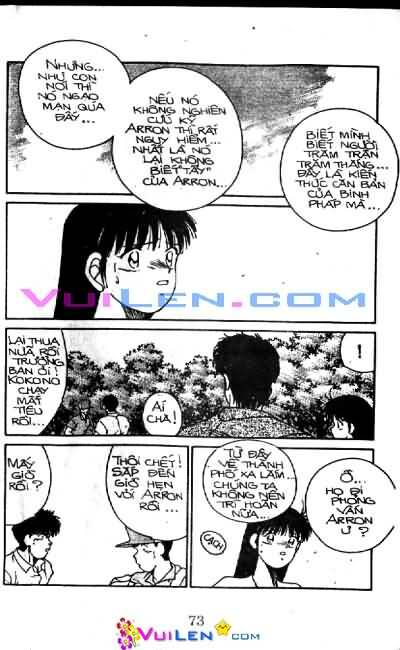 NHƯNG...
NHƯ CON
NÓI THÌ
NÓ NGẠO
MẠN QUÁ
ĐẤY...
NẾU NÓ
KHÔNG NGHIÊN
CỨU KỸ
ARRON THÌ RẤT
NGUY HIỂM...
NHẤT LÀ NÓ
LẠI KHÔNG
BIẾT "TẨY"
CỦA ARRON...
BIẾT MÌNH
BIẾT NGƯỜI
TRĂM TRẬN
TRĂM THẮNG...
ĐÂY LÀ KIẾN
THỨC CĂN BẢN
CỦA BINH
PHÁP MÀ...
VUILEN.COM
LẠI THUA
NỮA RỒI
TRƯỞNG
BAN ƠI!
KOKONO
CHẠY
MẤT
TIÊU
RỒI...
ÁI
CHÀ!
!
MẤY
GIỜ
RỒI?
THÔI CHẾT!
SẮP ĐẾN
GIỜ HẸN
VỚI ARRON
RỒI...
TỪ ĐÂY
VỀ THÀNH
PHỐ XA LẮM...
CHÚNG TA
KHÔNG NÊN
TRÌ HOÃN
NỮA...
CẠCH
Ồ...
HỌ ĐI
PHỎNG
VẤN
ARRON
Ư?
73
VUILEN.COM